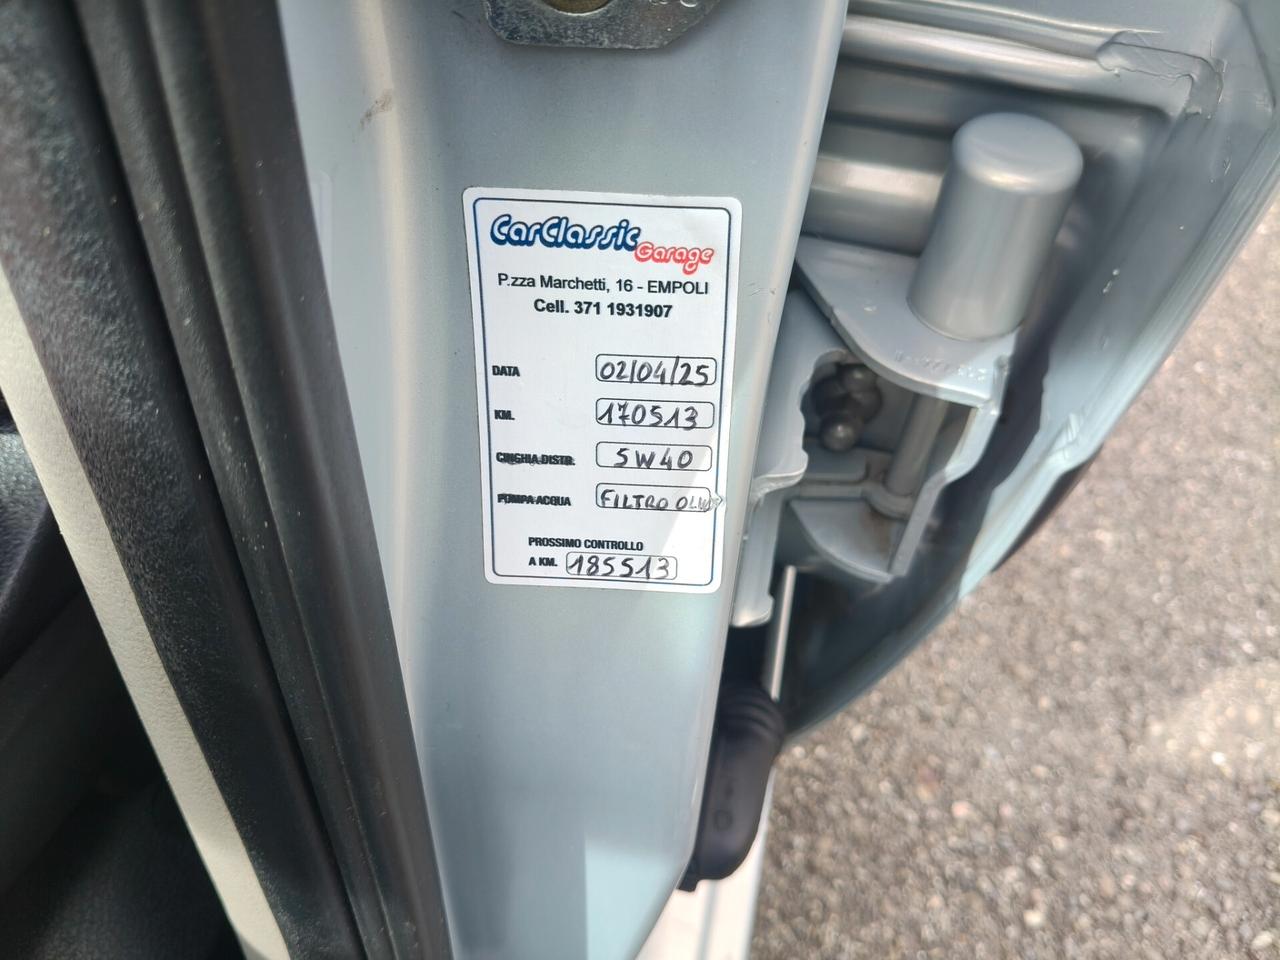 CarClassic
Garage
P.zza Marchetti, 16 - EMPOLI
Cell. 371 1931907
DATA 02/04/25
KM. 170513
CINGHIA DISTR. 5W40
POMPA ACQUA FILTRO OLIO
PROSSIMO CONTROLLO
A KM. 185513